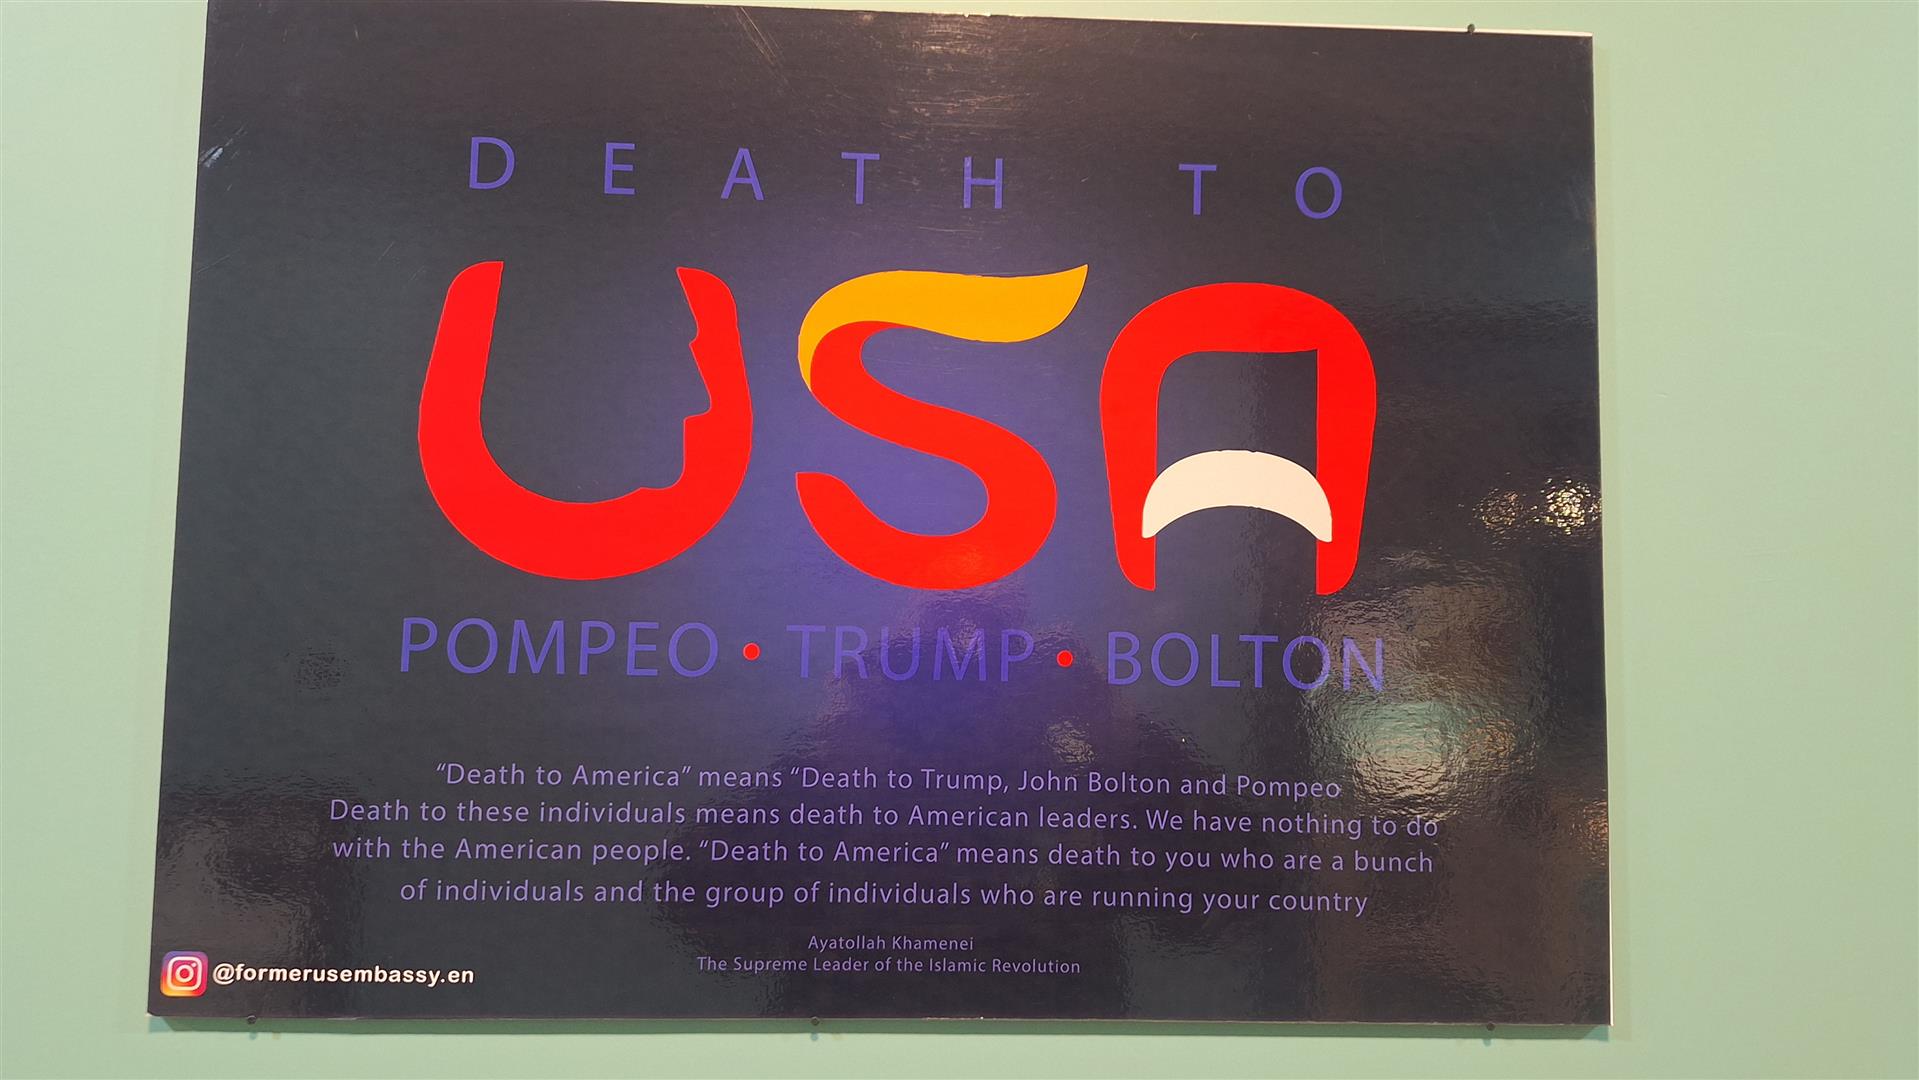 DEATH TO
USA
POMPEO • TRUMP • BOLTON
“Death to America” means “Death to Trump, John Bolton and Pompeo
Death to these individuals means death to American leaders. We have nothing to do
with the American people. “Death to America” means death to you who are a bunch
of individuals and the group of individuals who are running your country
Ayatollah Khamenei
The Supreme Leader of the Islamic Revolution
@formerusembassy.en